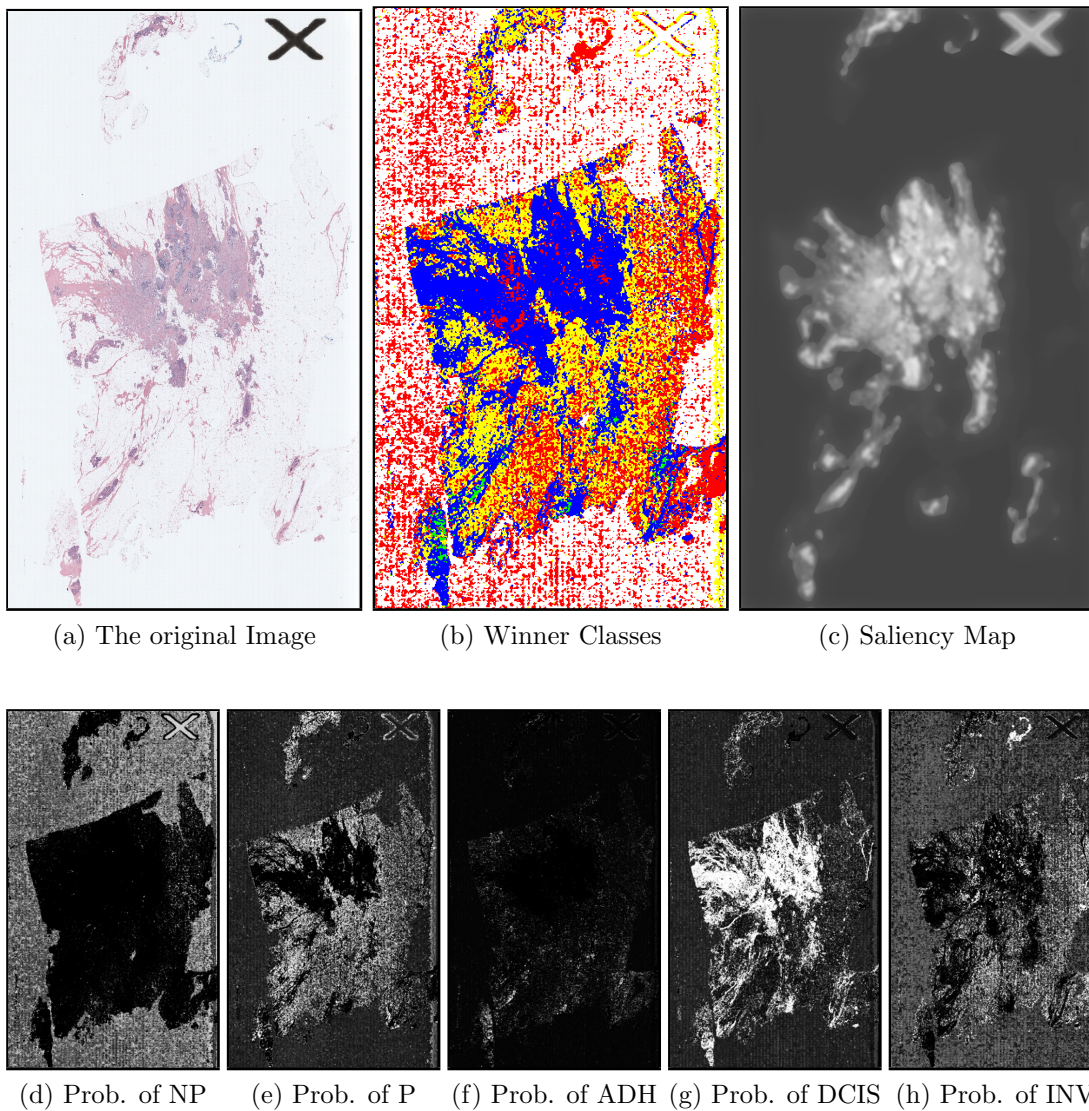 (a) The original Image
(b) Winner Classes
(c) Saliency Map
(d) Prob. of NP
(e) Prob. of P
(f) Prob. of ADH
(g) Prob. of DCIS
(h) Prob. of INV